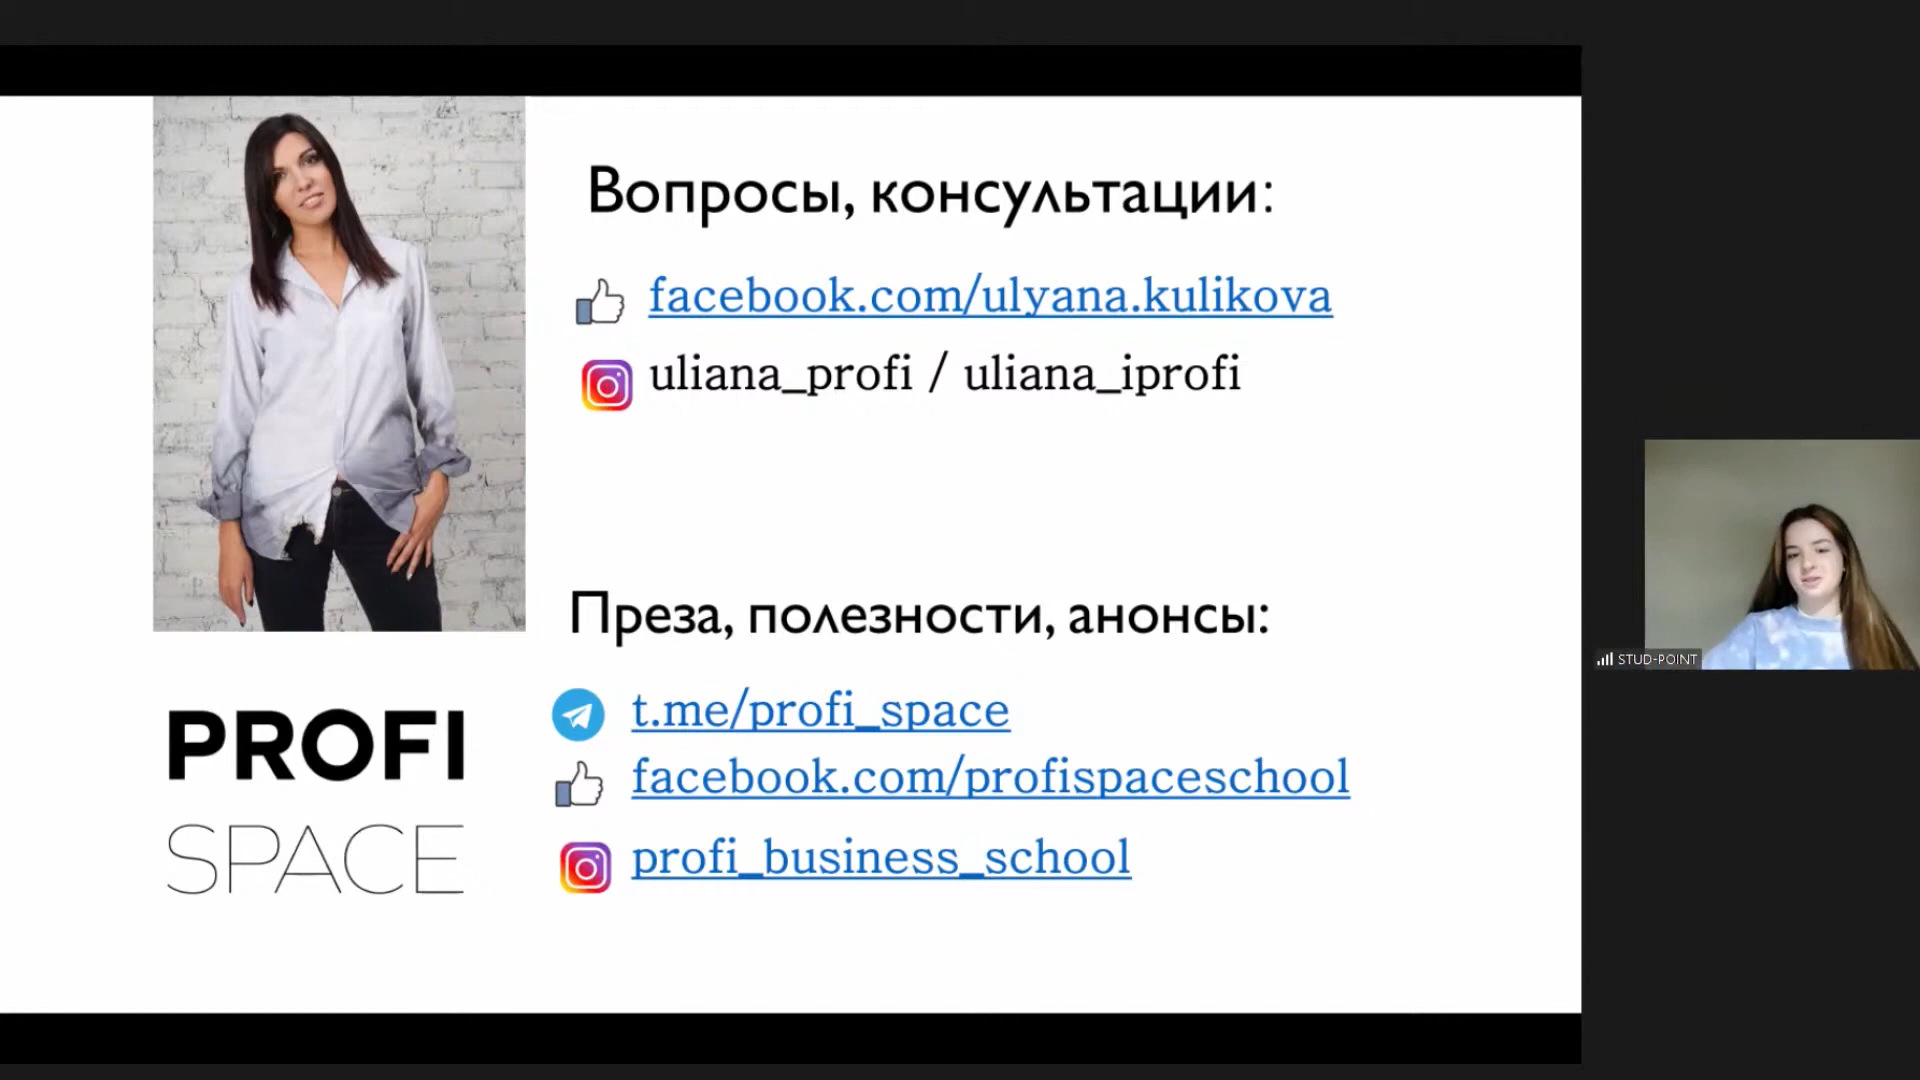 Вопросы, консультации:
facebook.com/ulyana.kulikova
uliana_profi / uliana_iprofi
Преза, полезности, анонсы:
t.me/profi_space
facebook.com/profispaceschool
profi_business_school
PROFI
SPACE
STUD-POINT